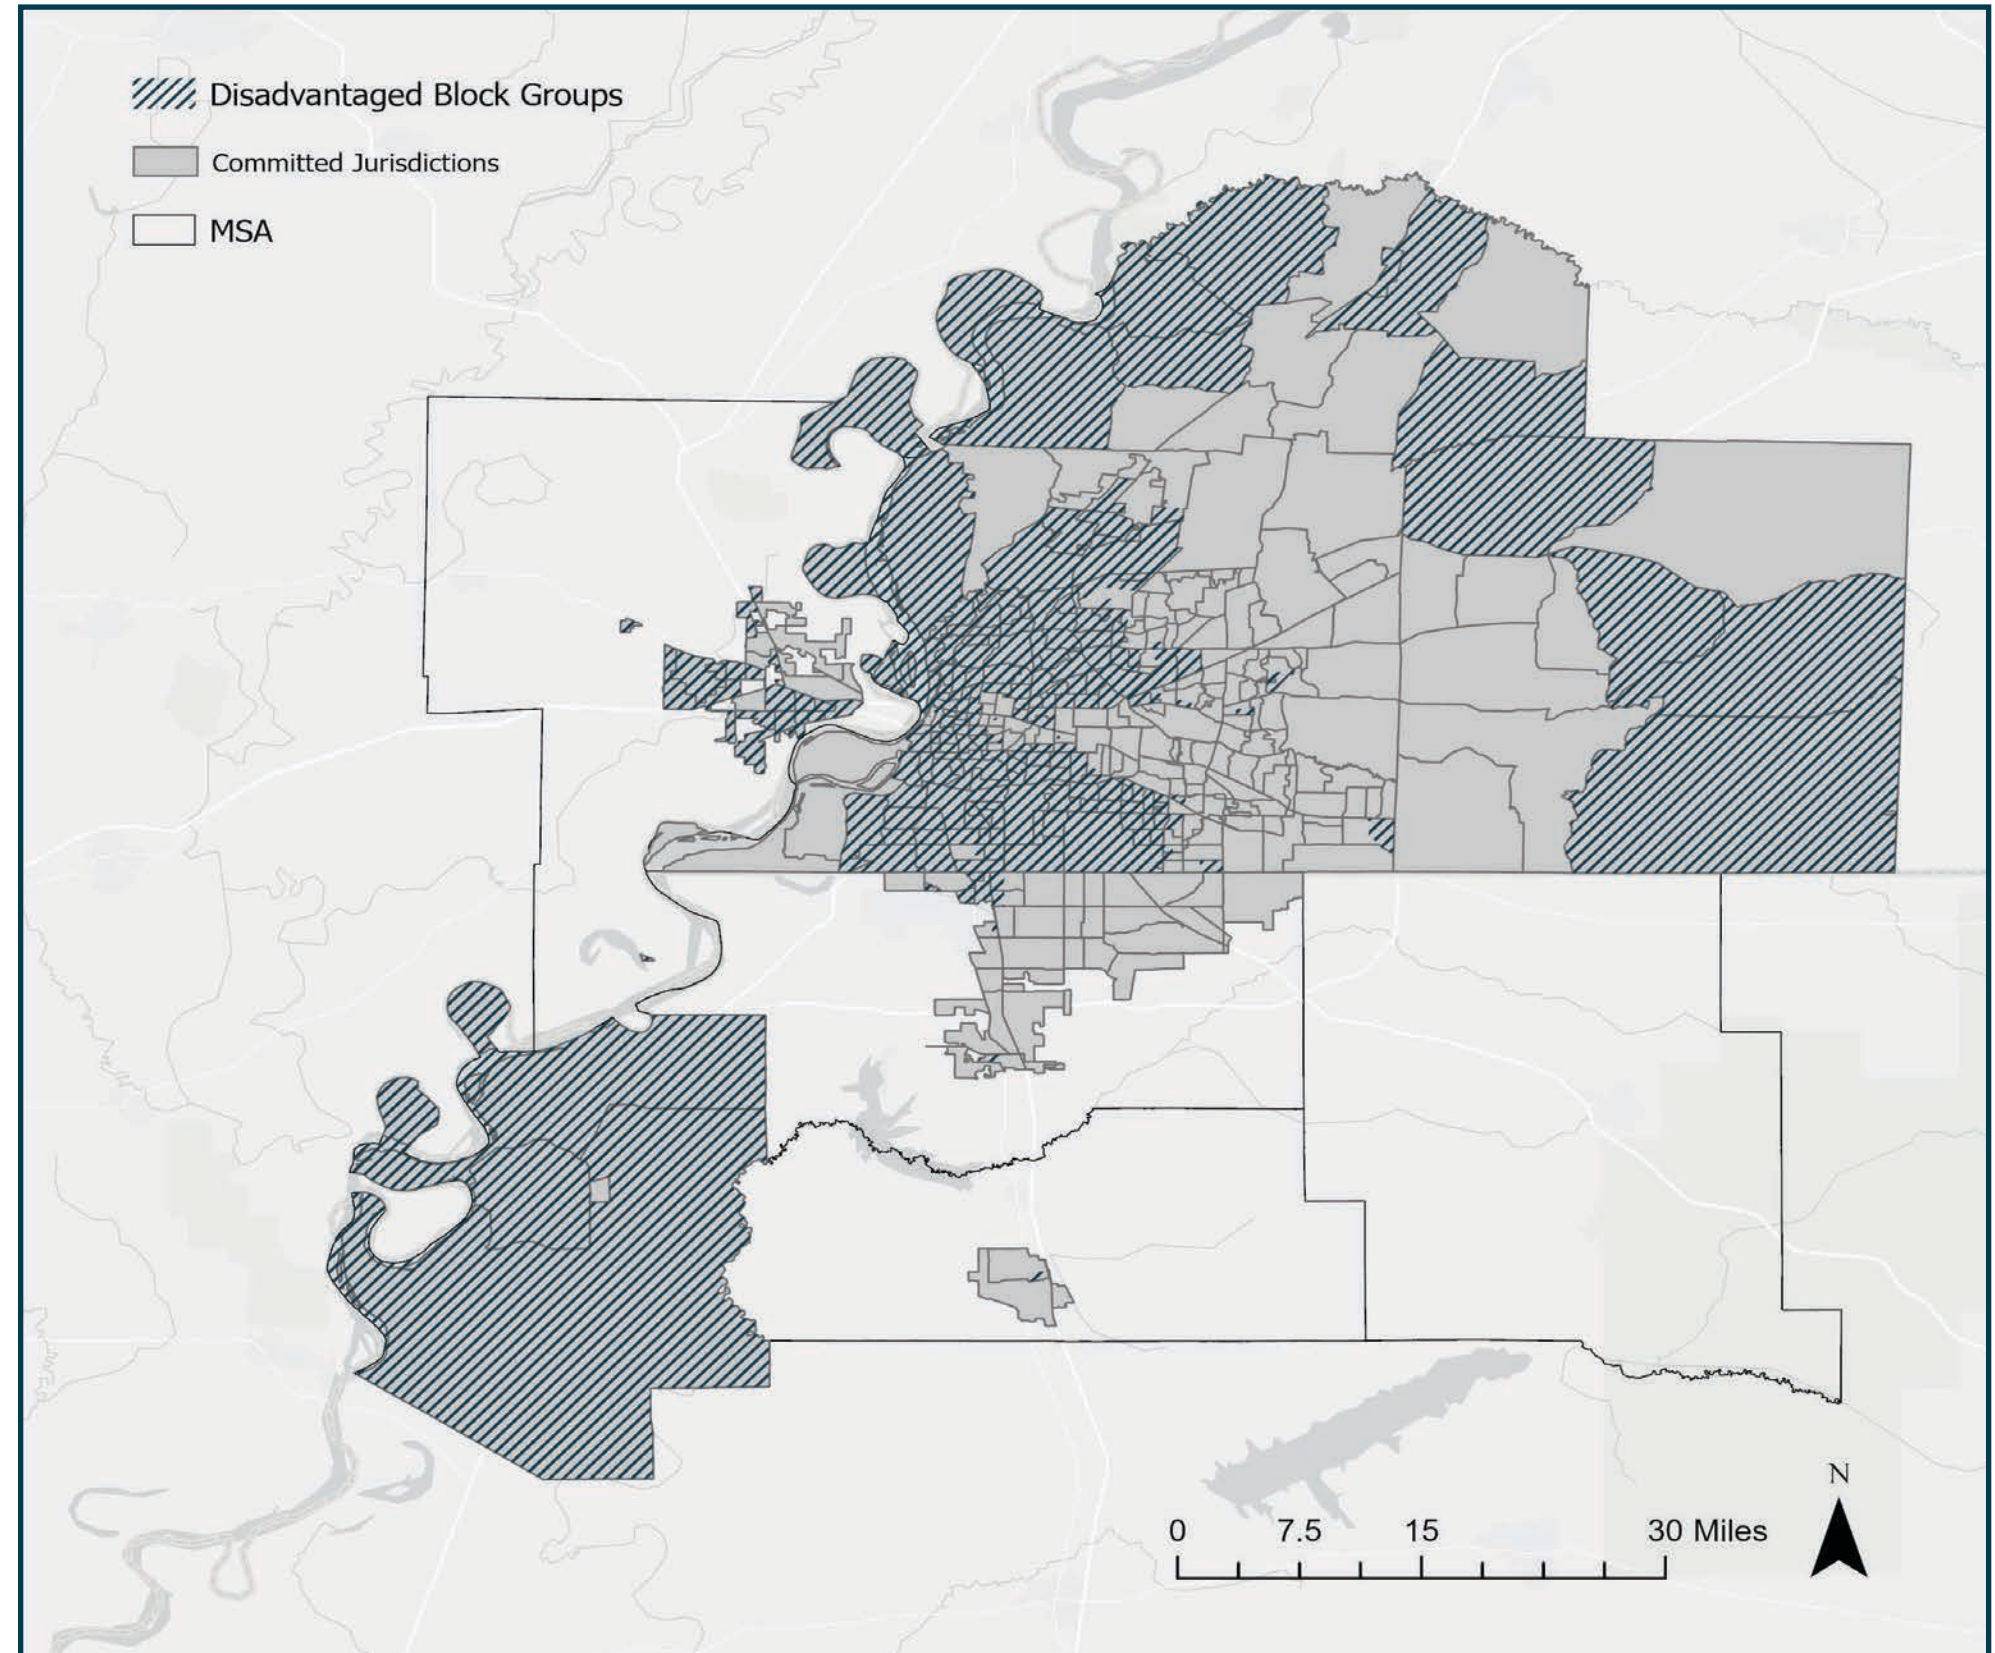 Disadvantaged Block Groups
Committed Jurisdictions
MSA
N
0 7.5 15 30 Miles